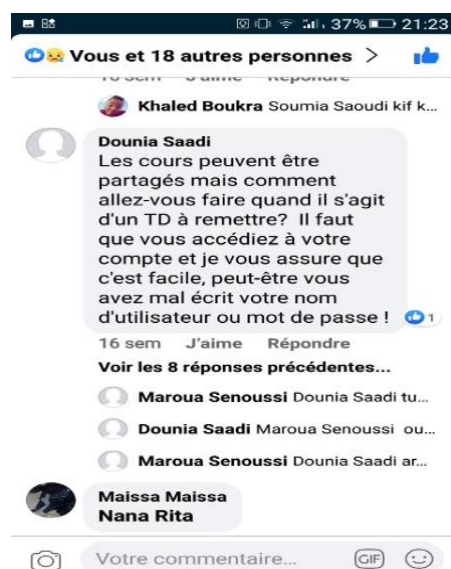 37% 21:23
Vous et 18 autres personnes >
16 sem J'aime Répondre
Khaled Boukra Soumia Saoudi kif k...
Dounia Saadi
Les cours peuvent être
partagés mais comment
allez-vous faire quand il s'agit
d'un TD à remettre? Il faut
que vous accédiez à votre
compte et je vous assure que
c'est facile, peut-être vous
avez mal écrit votre nom
d'utilisateur ou mot de passe !
1
16 sem J'aime Répondre
Voir les 8 réponses précédentes...
Maroua Senoussi Dounia Saadi tu...
Dounia Saadi Maroua Senoussi ou...
Maroua Senoussi Dounia Saadi ar...
Maissa Maissa
Nana Rita
Votre commentaire... GIF